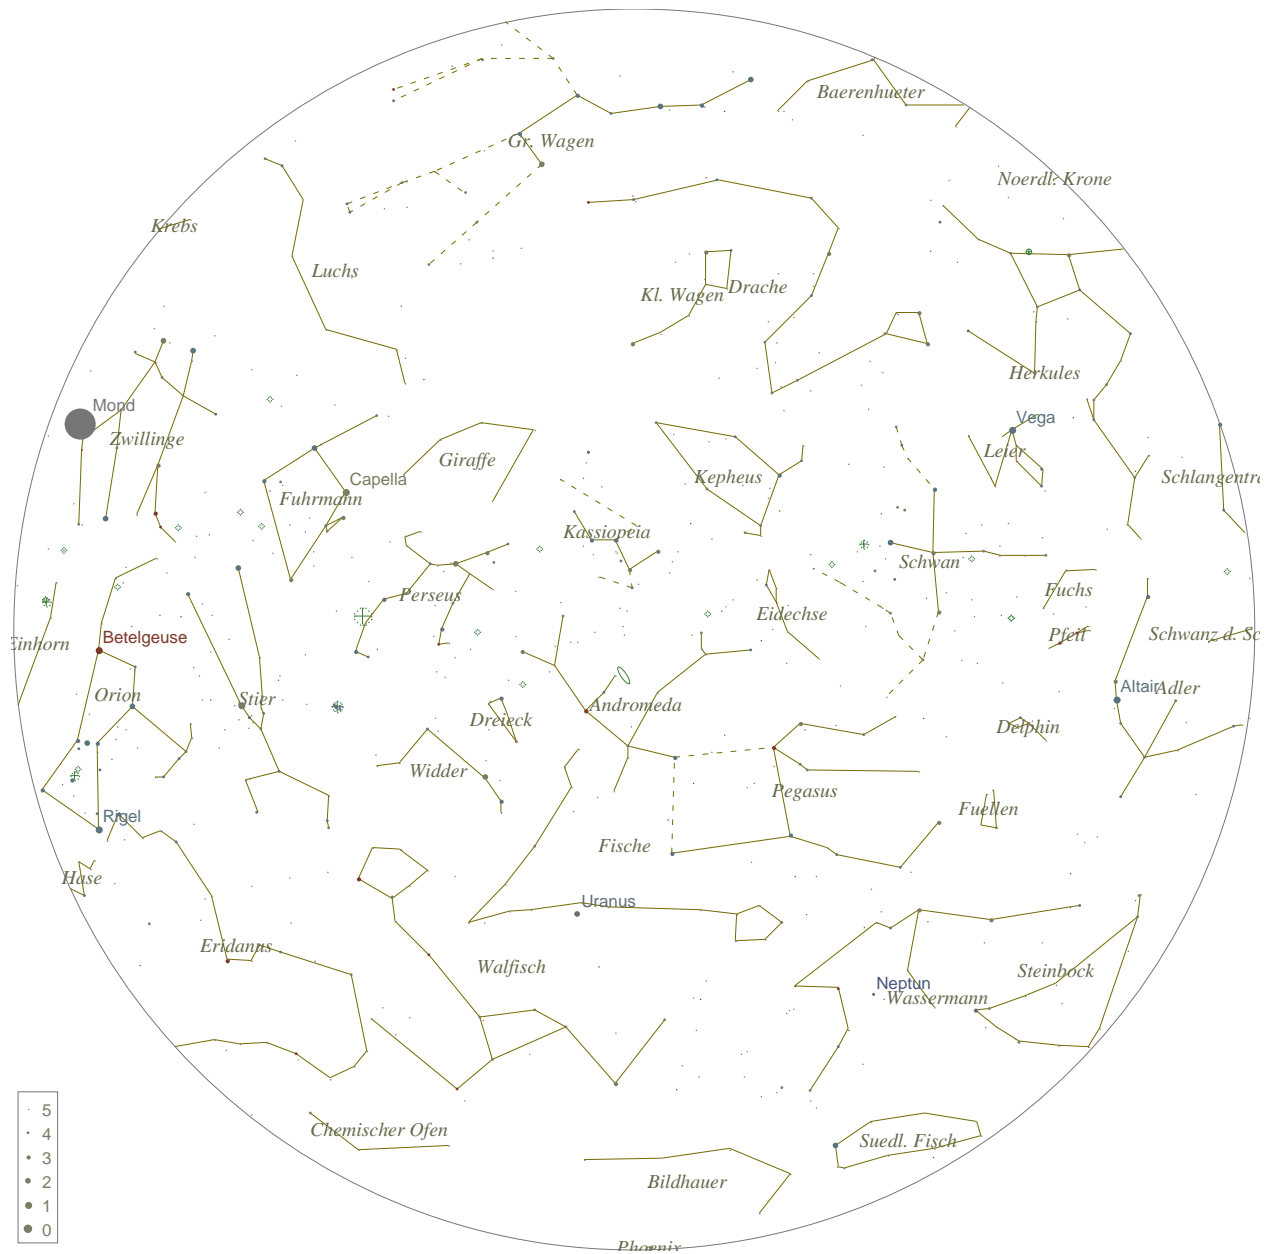 Baerenhueter
Gr. Wagen
Noerdl. Krone
Krebs
Luchs
Drache
Kl. Wagen
Herkules
Mond
Zwillinge
Vega
Leier
Giraffe
Kepheus
Capella
Fuhrmann
Schlangentr
Kassiopeia
Schwan
Fuchs
Perseus
Eidechse
Betelgeuse
Einhorn
Pfeil
Schwanz d. Sc
Orion
Stier
Andromeda
Altair
Adler
Dreieck
Delphin
Widder
Pegasus
Rigel
Fuellen
Fische
Hase
Uranus
Eridanus
Walfisch
Steinbock
Neptun
Wassermann
5
4
3
2
1
0
Chemischer Ofen
Suedl. Fisch
Bildhauer
Phoenix